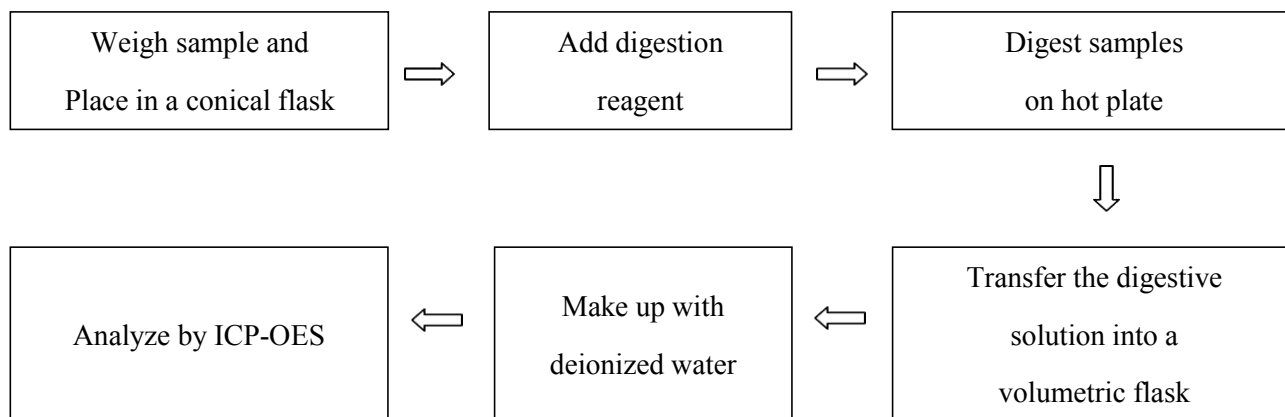 Weigh sample and
Place in a conical flask
Add digestion
reagent
Digest samples
on hot plate
Transfer the digestive
solution into a
volumetric flask
Make up with
deionized water
Analyze by ICP-OES